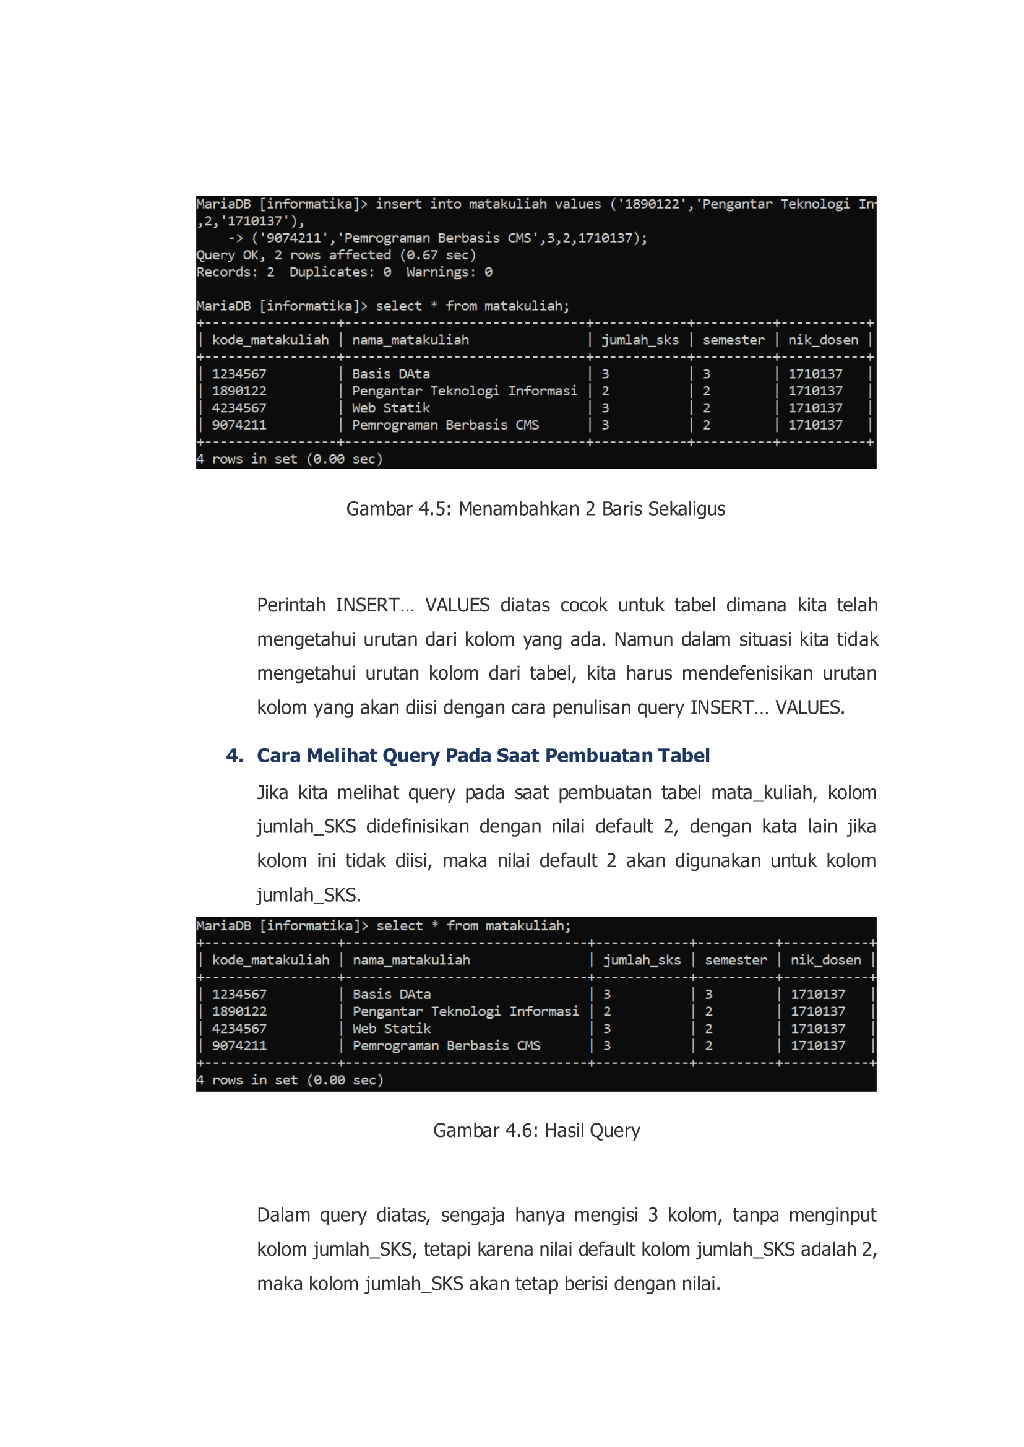 MariaDB [informatika]> insert into matakuliah values ('1890122','Pengantar Teknologi In
,2,'1710137'),
    -> ('9074211','Pemrograman Berbasis CMS',3,2,1710137);
Query OK, 2 rows affected (0.67 sec)
Records: 2  Duplicates: 0  Warnings: 0
MariaDB [informatika]> select * from matakuliah;
+-----------------+-------------------------------+------------+----------+-----------+
| kode_matakuliah | nama_matakuliah               | jumlah_sks | semester | nik_dosen |
+-----------------+-------------------------------+------------+----------+-----------+
| 1234567         | Basis DAta                    | 3          | 3        | 1710137   |
| 1890122         | Pengantar Teknologi Informasi | 2          | 2        | 1710137   |
| 4234567         | Web Statik                    | 3          | 2        | 1710137   |
| 9074211         | Pemrograman Berbasis CMS      | 3          | 2        | 1710137   |
+-----------------+-------------------------------+------------+----------+-----------+
4 rows in set (0.00 sec)
Gambar 4.5: Menambahkan 2 Baris Sekaligus
Perintah INSERT... VALUES diatas cocok untuk tabel dimana kita telah
mengetahui urutan dari kolom yang ada. Namun dalam situasi kita tidak
mengetahui urutan kolom dari tabel, kita harus mendefenisikan urutan
kolom yang akan diisi dengan cara penulisan query INSERT... VALUES.
4. Cara Melihat Query Pada Saat Pembuatan Tabel
Jika kita melihat query pada saat pembuatan tabel mata_kuliah, kolom
jumlah_SKS didefinisikan dengan nilai default 2, dengan kata lain jika
kolom ini tidak diisi, maka nilai default 2 akan digunakan untuk kolom
jumlah_SKS.
MariaDB [informatika]> select * from matakuliah;
+-----------------+-------------------------------+------------+----------+-----------+
| kode_matakuliah | nama_matakuliah               | jumlah_sks | semester | nik_dosen |
+-----------------+-------------------------------+------------+----------+-----------+
| 1234567         | Basis DAta                    | 3          | 3        | 1710137   |
| 1890122         | Pengantar Teknologi Informasi | 2          | 2        | 1710137   |
| 4234567         | Web Statik                    | 3          | 2        | 1710137   |
| 9074211         | Pemrograman Berbasis CMS      | 3          | 2        | 1710137   |
+-----------------+-------------------------------+------------+----------+-----------+
4 rows in set (0.00 sec)
Gambar 4.6: Hasil Query
Dalam query diatas, sengaja hanya mengisi 3 kolom, tanpa menginput
kolom jumlah_SKS, tetapi karena nilai default kolom jumlah_SKS adalah 2,
maka kolom jumlah_SKS akan tetap berisi dengan nilai.